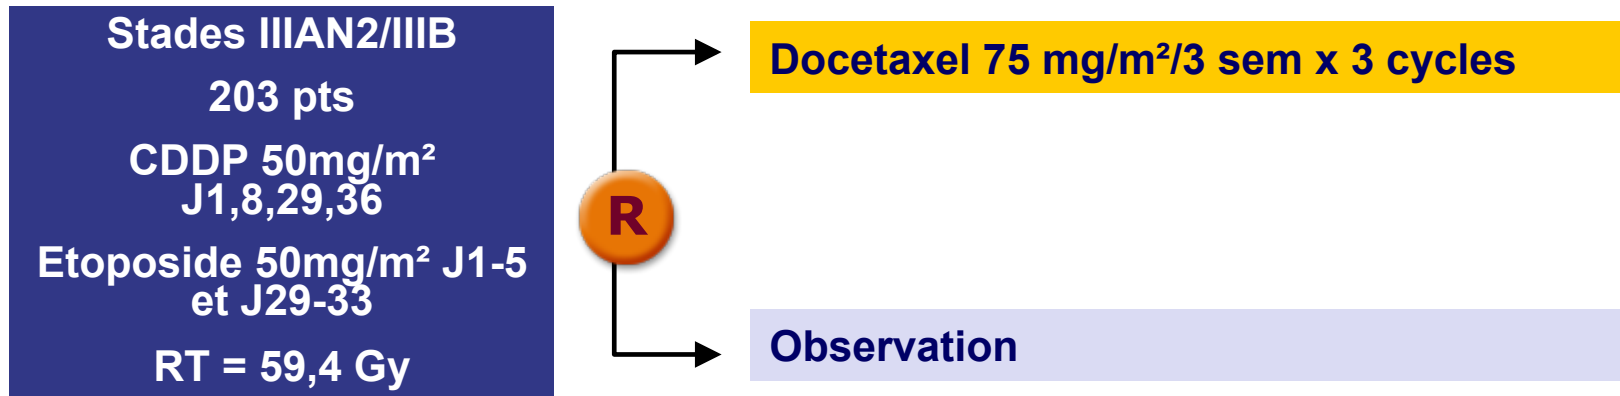 Stades IIIAN2/IIIB
203 pts
CDDP 50mg/m²
J1,8,29,36
Etoposide 50mg/m² J1-5
et J29-33
RT = 59,4 Gy
R
Docetaxel 75 mg/m²/3 sem x 3 cycles
Observation